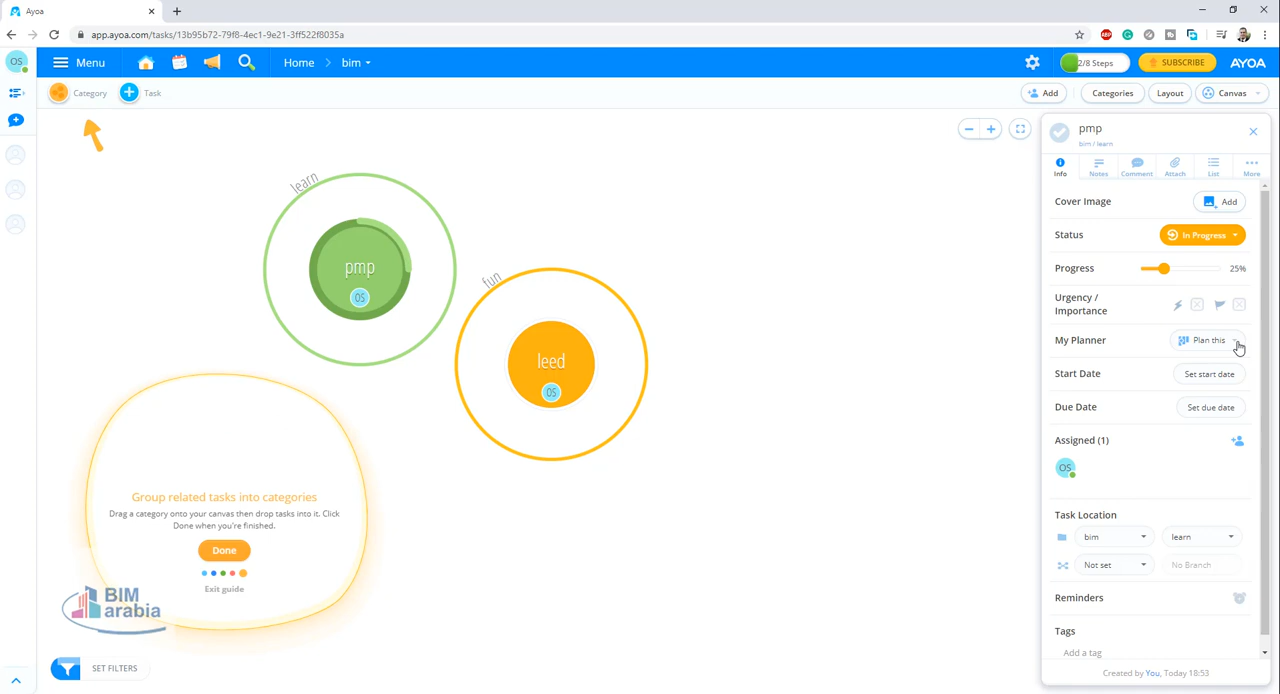 Ayoa
app.ayoa.com/tasks/13b95b72-79f8-4ec1-9e21-3ff522f8035a
OS
Menu
Home
bim
2/8 Steps
SUBSCRIBE
AYOA
Category
Task
Add
Categories
Layout
Canvas
learn
pmp
OS
fun
leed
OS
Group related tasks into categories
Drag a category onto your canvas then drop tasks into it. Click
Done when you're finished.
Done
Exit guide
BIM
arabia
SET FILTERS
pmp
bim / learn
Info
Notes
Comment
Attach
List
More
Cover Image
Add
Status
In Progress
Progress
25%
Urgency /
Importance
My Planner
Plan this
Start Date
Set start date
Due Date
Set due date
Assigned (1)
OS
Task Location
bim
learn
Not set
No Branch
Reminders
Tags
Add a tag
Created by You, Today 18:53